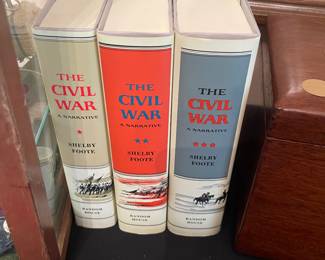 THE
CIVIL
WAR
A NARRATIVE
★
SHELBY
FOOTE
RANDOM
HOUSE
THE
CIVIL
WAR
A NARRATIVE
★★
SHELBY
FOOTE
RANDOM
HOUSE
THE
CIVIL
WAR
A NARRATIVE
★★★
SHELBY
FOOTE
RANDOM
HOUSE